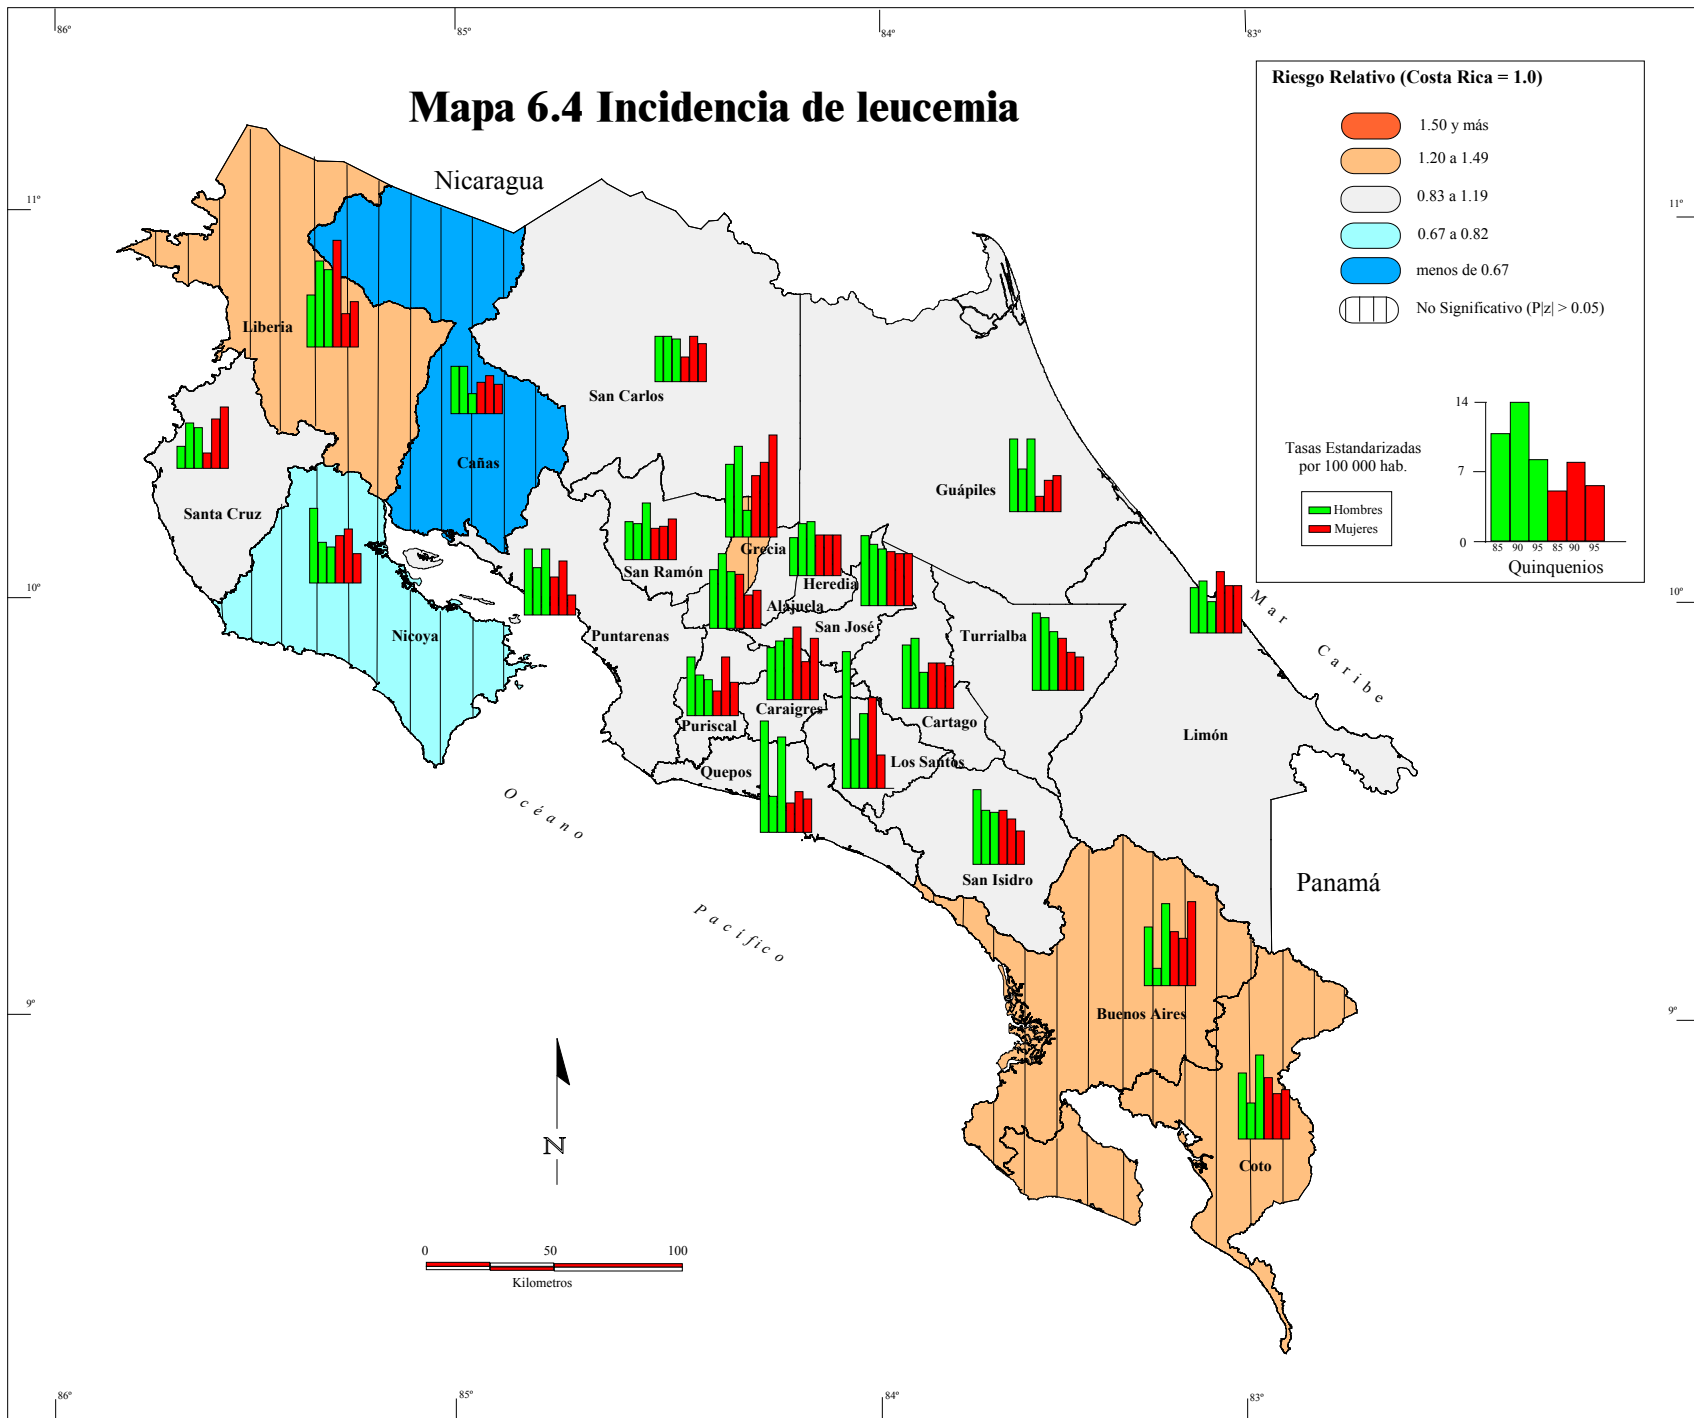 86º
85º
84º
83º
Riesgo Relativo (Costa Rica = 1.0)
Mapa 6.4 Incidencia de leucemia
1.50 y más
1.20 a 1.49
0.83 a 1.19
0.67 a 0.82
menos de 0.67
No Significativo (P|z| > 0.05)
Nicaragua
11º
11º
Liberia
San Carlos
Cañas
Santa Cruz
Guápiles
14
7
0
Tasas Estandarizadas
por 100 000 hab.
Hombres
Mujeres
85 90 95 85 90 95
Quinquenios
Grecia
San Ramón
Heredia
Alajuela
San José
10º
10º
Nicoya
Puntarenas
Turrialba
Mar Caribe
Caraigres
Puriscal
Cartago
Limón
Quepos
Los Santos
Océano
Pacífico
San Isidro
Panamá
9º
9º
Buenos Aires
Coto
N
0 50 100
Kilometros
86º
85º
84º
83º